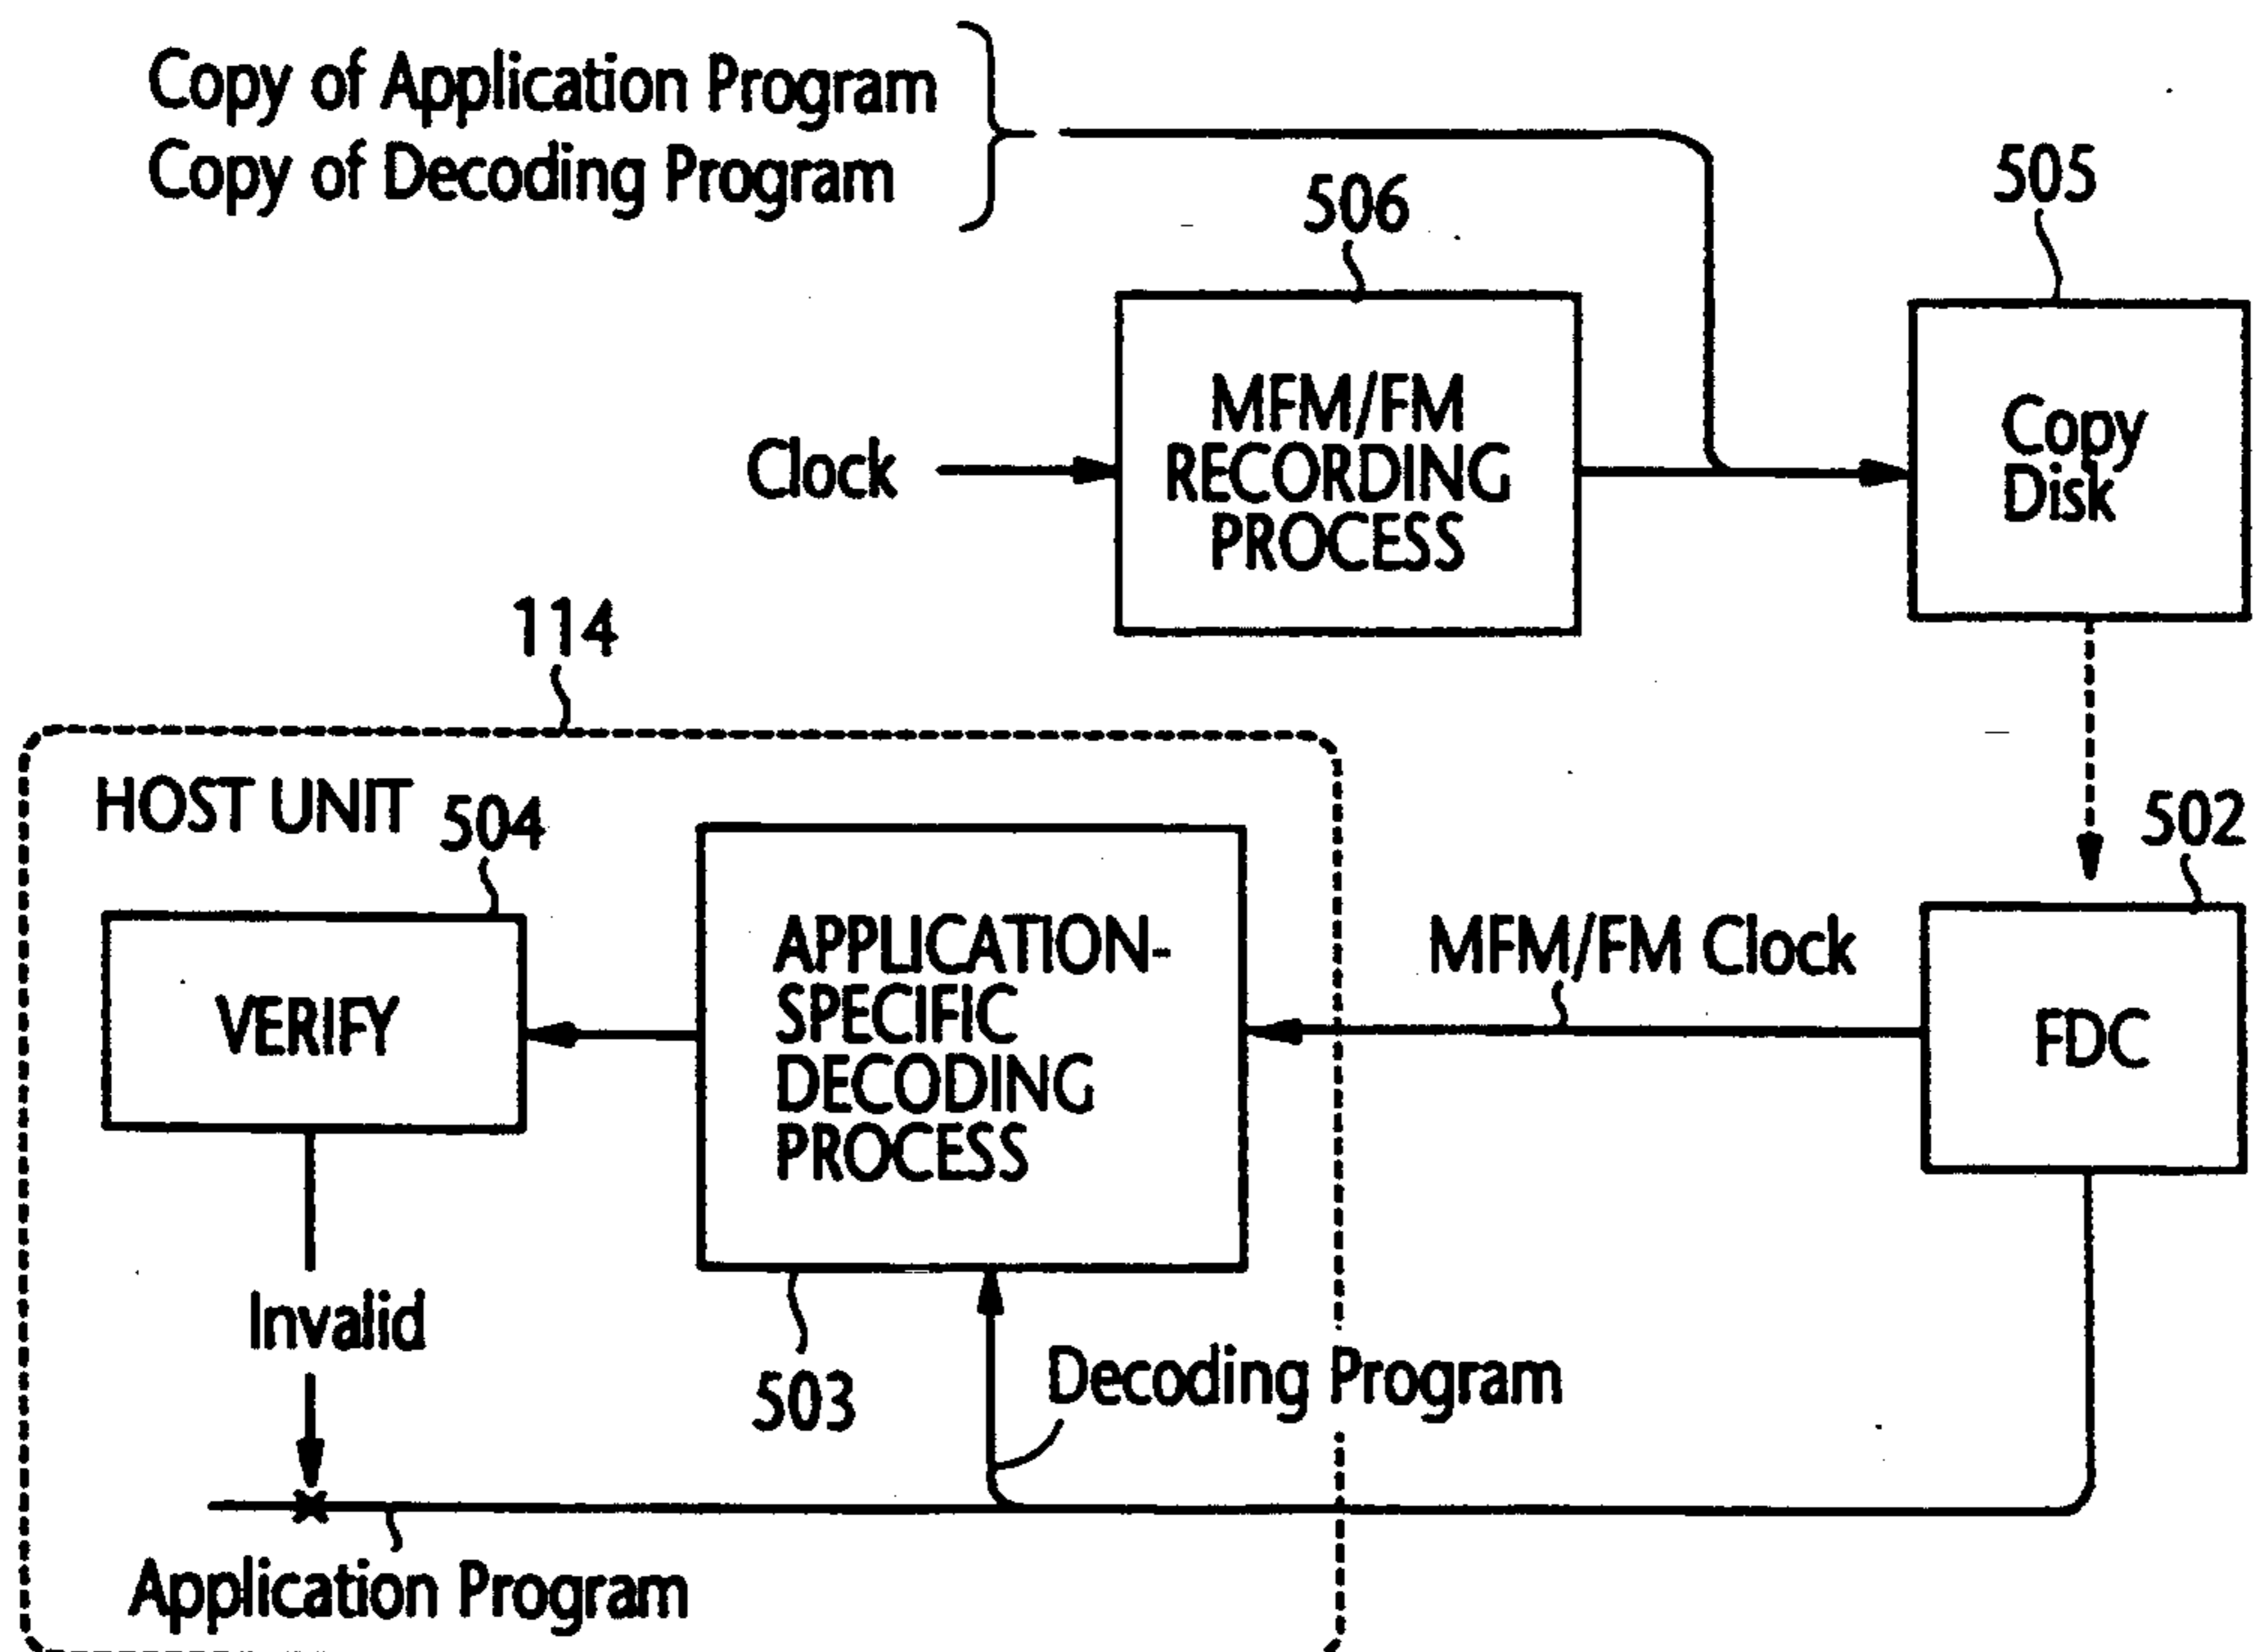 Copy of Application Program
Copy of Decoding Program
505
506
MFM/FM
RECORDING
PROCESS
Copy
Disk
Clock
114
HOST UNIT
504
502
APPLICATION-
SPECIFIC
DECODING
PROCESS
MFM/FM Clock
VERIFY
FDC
Invalid
503
Decoding Program
Application Program